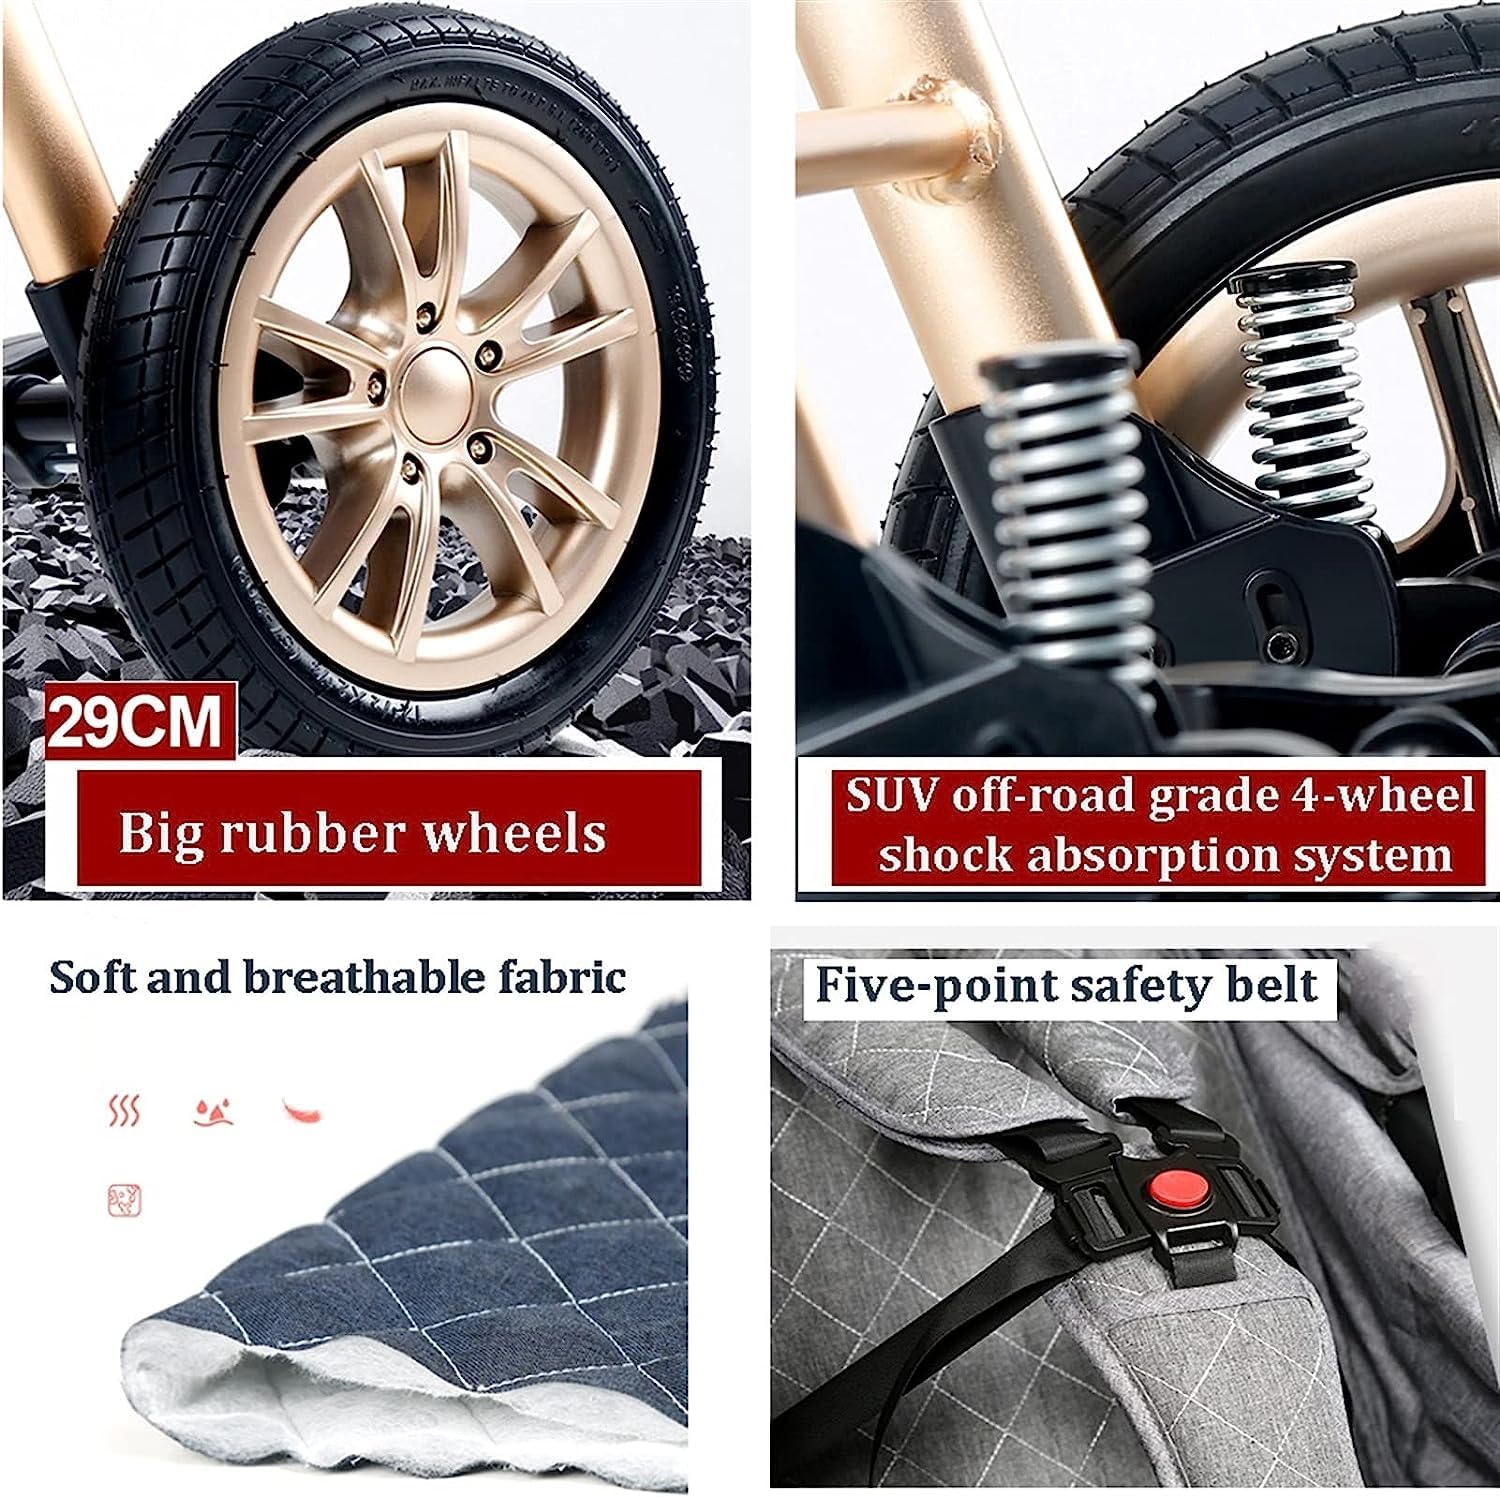 29CM
Big rubber wheels
SUV off-road grade 4-wheel
shock absorption system
Soft and breathable fabric
Five-point safety belt